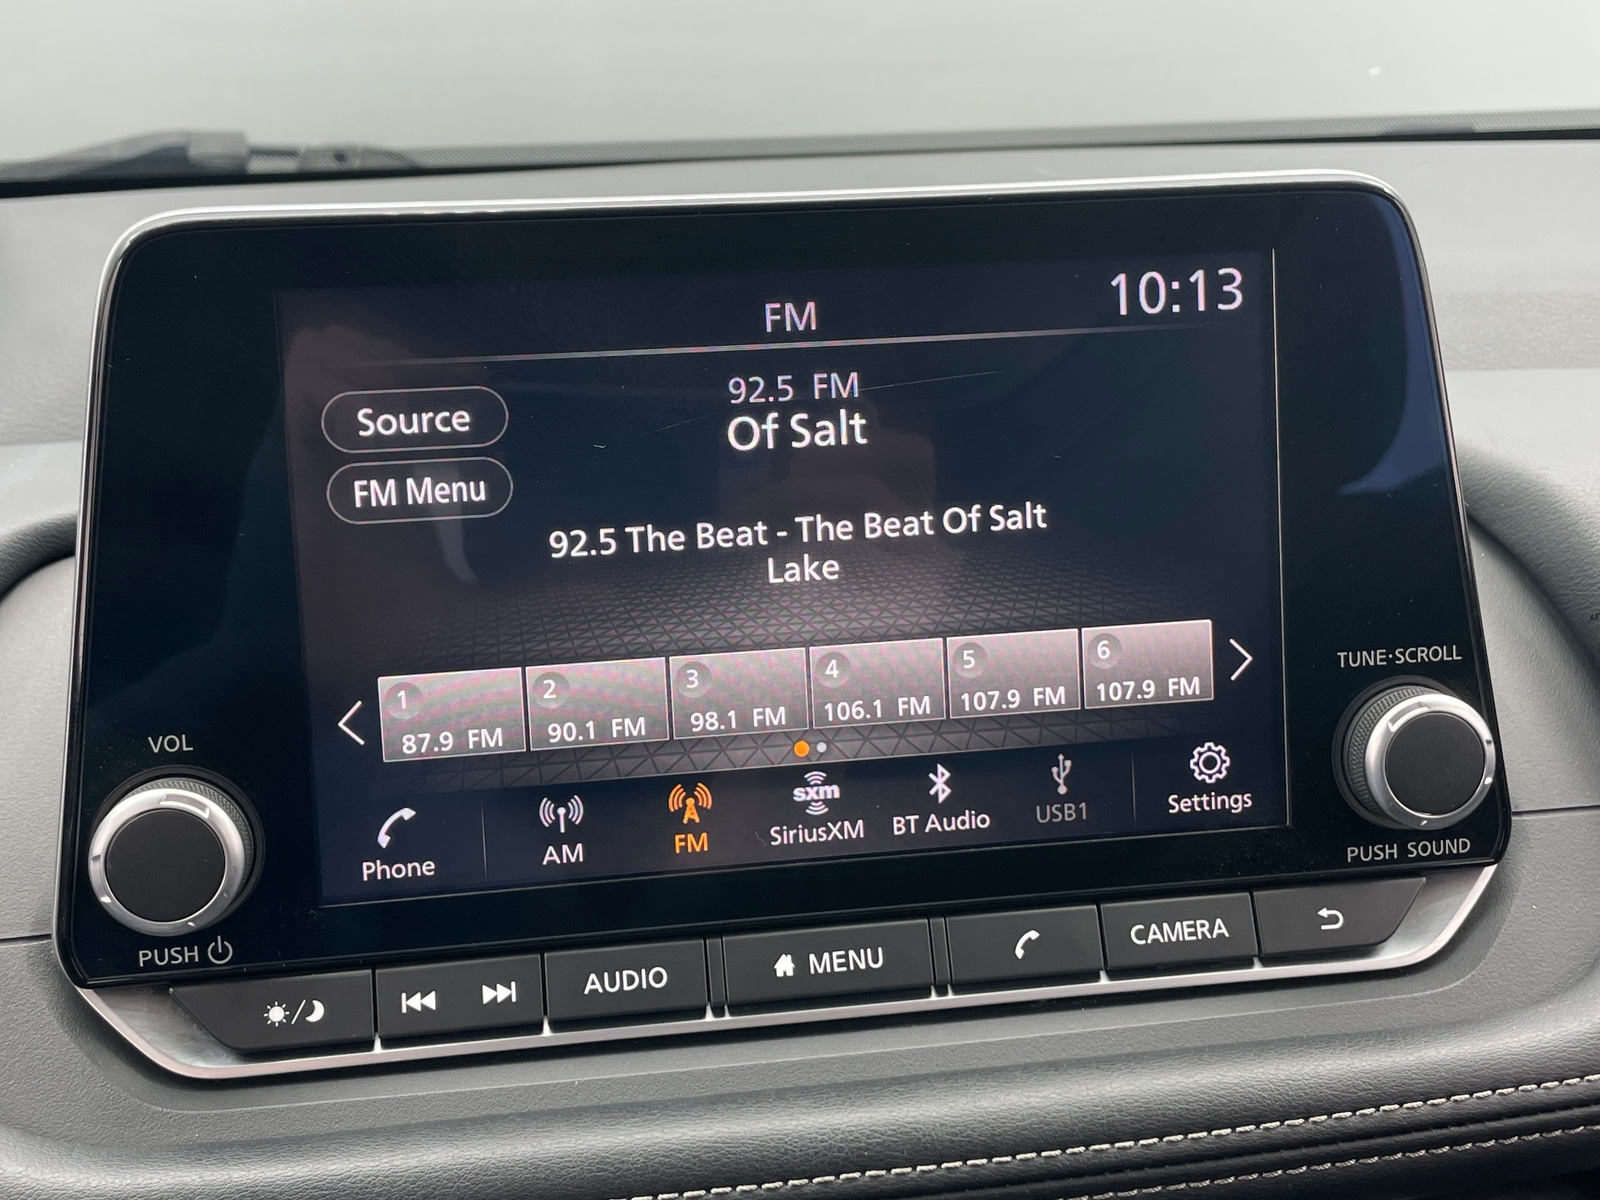 FM
10:13
92.5 FM
Of Salt
Source
FM Menu
92.5 The Beat - The Beat Of Salt
Lake
1
87.9 FM
2
90.1 FM
3
98.1 FM
4
106.1 FM
5
107.9 FM
6
107.9 FM
Phone
AM
FM
sxm
SiriusXM
BT Audio
USB1
Settings
VOL
PUSH
TUNE·SCROLL
PUSH SOUND
AUDIO
MENU
CAMERA